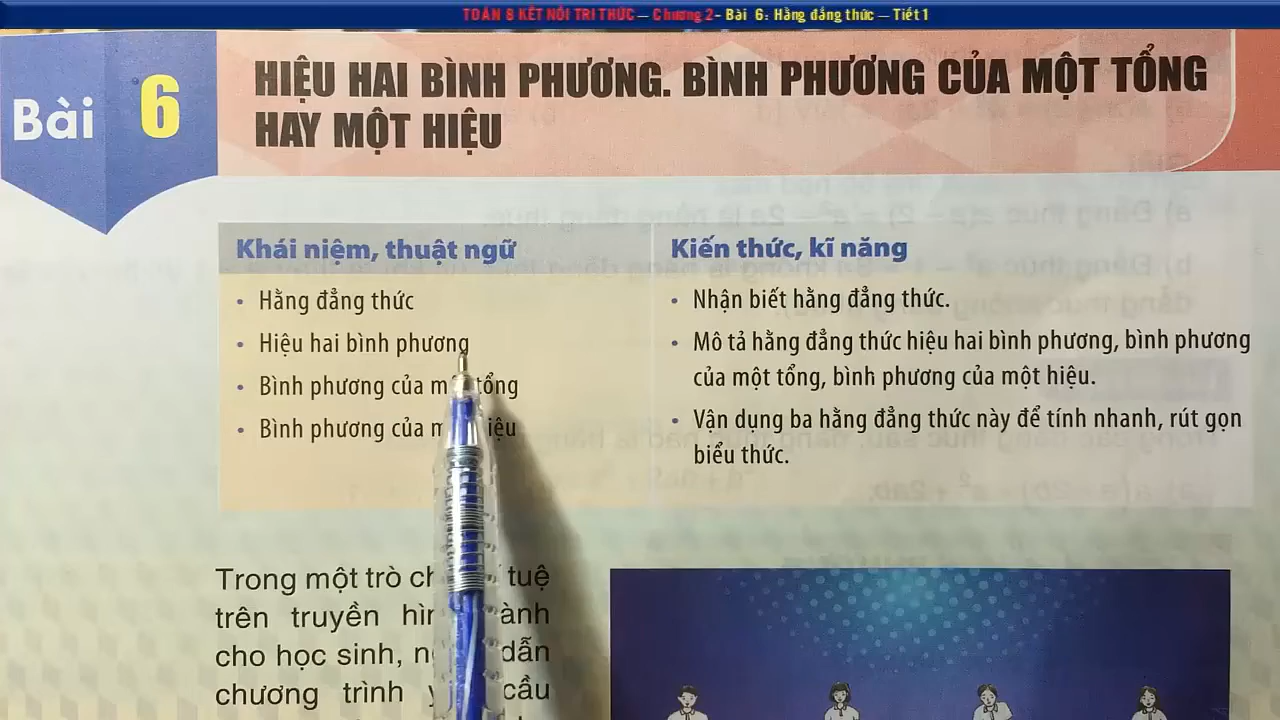 TOÁN 8 KẾT NỐI TRI THỨC – Chương 2- Bài 6: Hằng đẳng thức – Tiết 1
Bài 6
HIỆU HAI BÌNH PHƯƠNG. BÌNH PHƯƠNG CỦA MỘT TỔNG
HAY MỘT HIỆU
Khái niệm, thuật ngữ
• Hằng đẳng thức
• Hiệu hai bình phương
• Bình phương của một tổng
• Bình phương của một hiệu
Kiến thức, kĩ năng
• Nhận biết hằng đẳng thức.
• Mô tả hằng đẳng thức hiệu hai bình phương, bình phương
của một tổng, bình phương của một hiệu.
• Vận dụng ba hằng đẳng thức này để tính nhanh, rút gọn
biểu thức.
Trong một trò tuệ
trên truyền
cho học sinh, dẫn
chương trình cầu